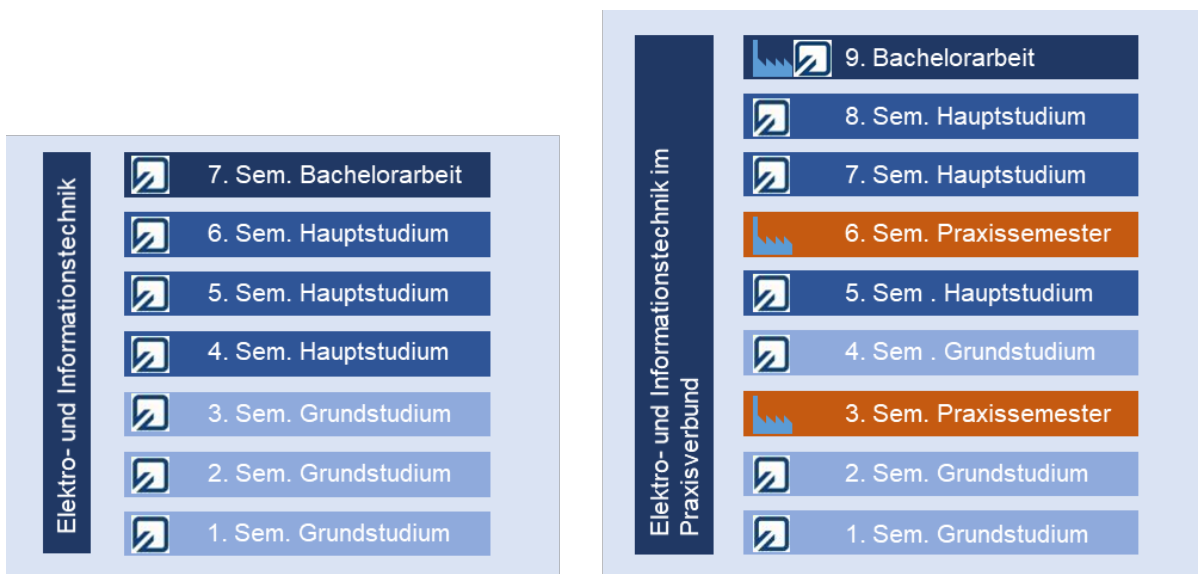 Elektro- und Informationstechnik
7. Sem. Bachelorarbeit
6. Sem. Hauptstudium
5. Sem. Hauptstudium
4. Sem. Hauptstudium
3. Sem. Grundstudium
2. Sem. Grundstudium
1. Sem. Grundstudium
Elektro- und Informationstechnik im
Praxisverbund
9. Bachelorarbeit
8. Sem. Hauptstudium
7. Sem. Hauptstudium
6. Sem. Praxissemester
5. Sem . Hauptstudium
4. Sem . Grundstudium
3. Sem. Praxissemester
2. Sem. Grundstudium
1. Sem. Grundstudium